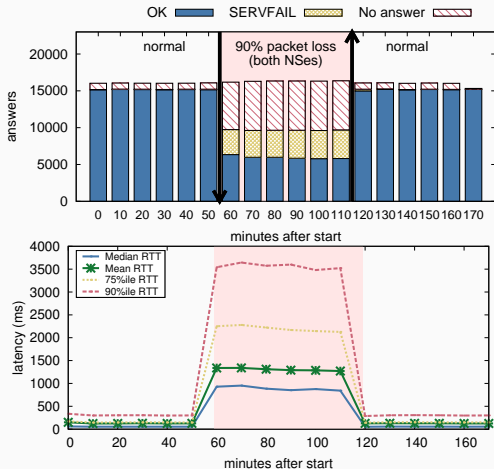 OK SERVFAIL No answer
normal 90% packet loss normal
(both NSes)
20000
15000
10000
5000
0
answers
0 10 20 30 40 50 60 70 80 90 100 110 120 130 140 150 160 170
minutes after start
4000
3500
3000
2500
2000
1500
1000
500
0
latency (ms)
Median RTT
Mean RTT
75%ile RTT
90%ile RTT
0 20 40 60 80 100 120 140 160
minutes after start